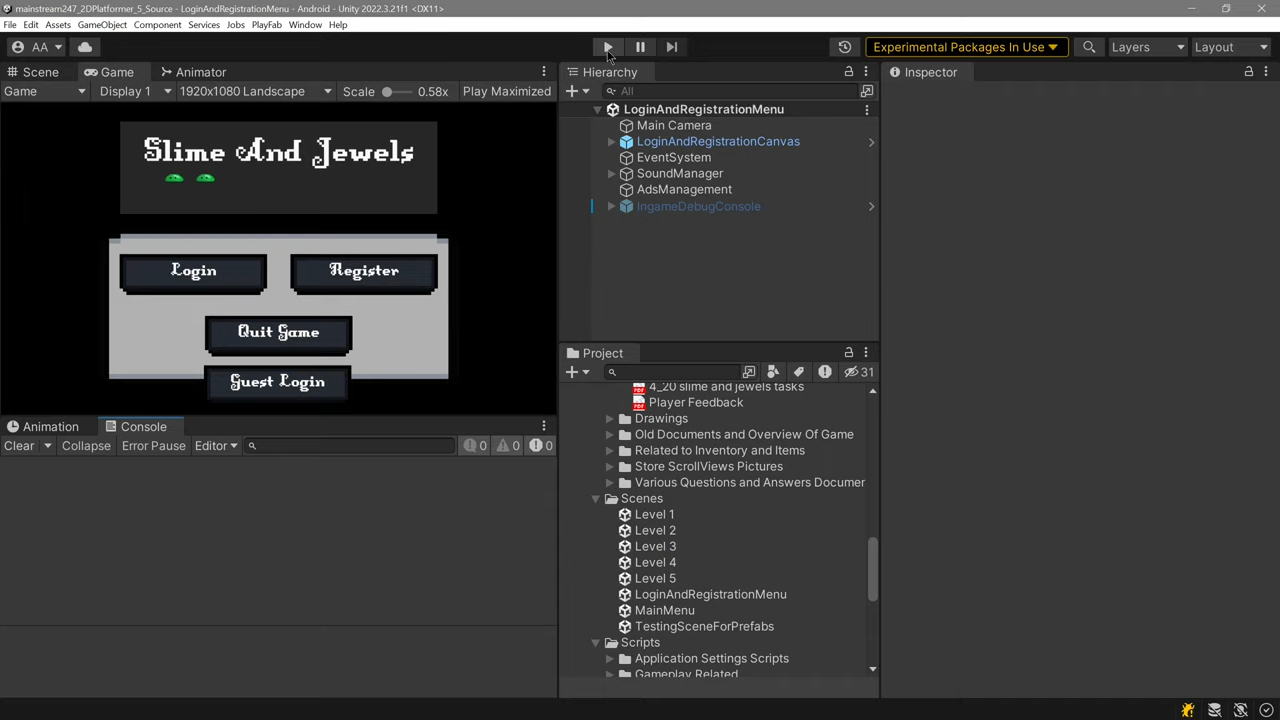 mainstream247_2DPlatformer_5_Source - LoginAndRegistrationMenu - Android - Unity 2022.3.21f1 <DX11>
File Edit Assets GameObject Component Services Jobs PlayFab Window Help
AA Experimental Packages In Use Layers Layout
Scene Game Animator
Game Display 1 1920x1080 Landscape Scale 0.58x Play Maximized
Slime And Jewels
Login Register
Quit Game
Guest Login
Animation Console
Clear Collapse Error Pause Editor 0 0 0
Hierarchy
All
LoginAndRegistrationMenu
Main Camera
LoginAndRegistrationCanvas
EventSystem
SoundManager
AdsManagement
IngameDebugConsole
Project
31
4_20 slime and jewels tasks
Player Feedback
Drawings
Old Documents and Overview Of Game
Related to Inventory and Items
Store ScrollViews Pictures
Various Questions and Answers Documen
Scenes
Level 1
Level 2
Level 3
Level 4
Level 5
LoginAndRegistrationMenu
MainMenu
TestingSceneForPrefabs
Scripts
Application Settings Scripts
Gameplay Related
Inspector